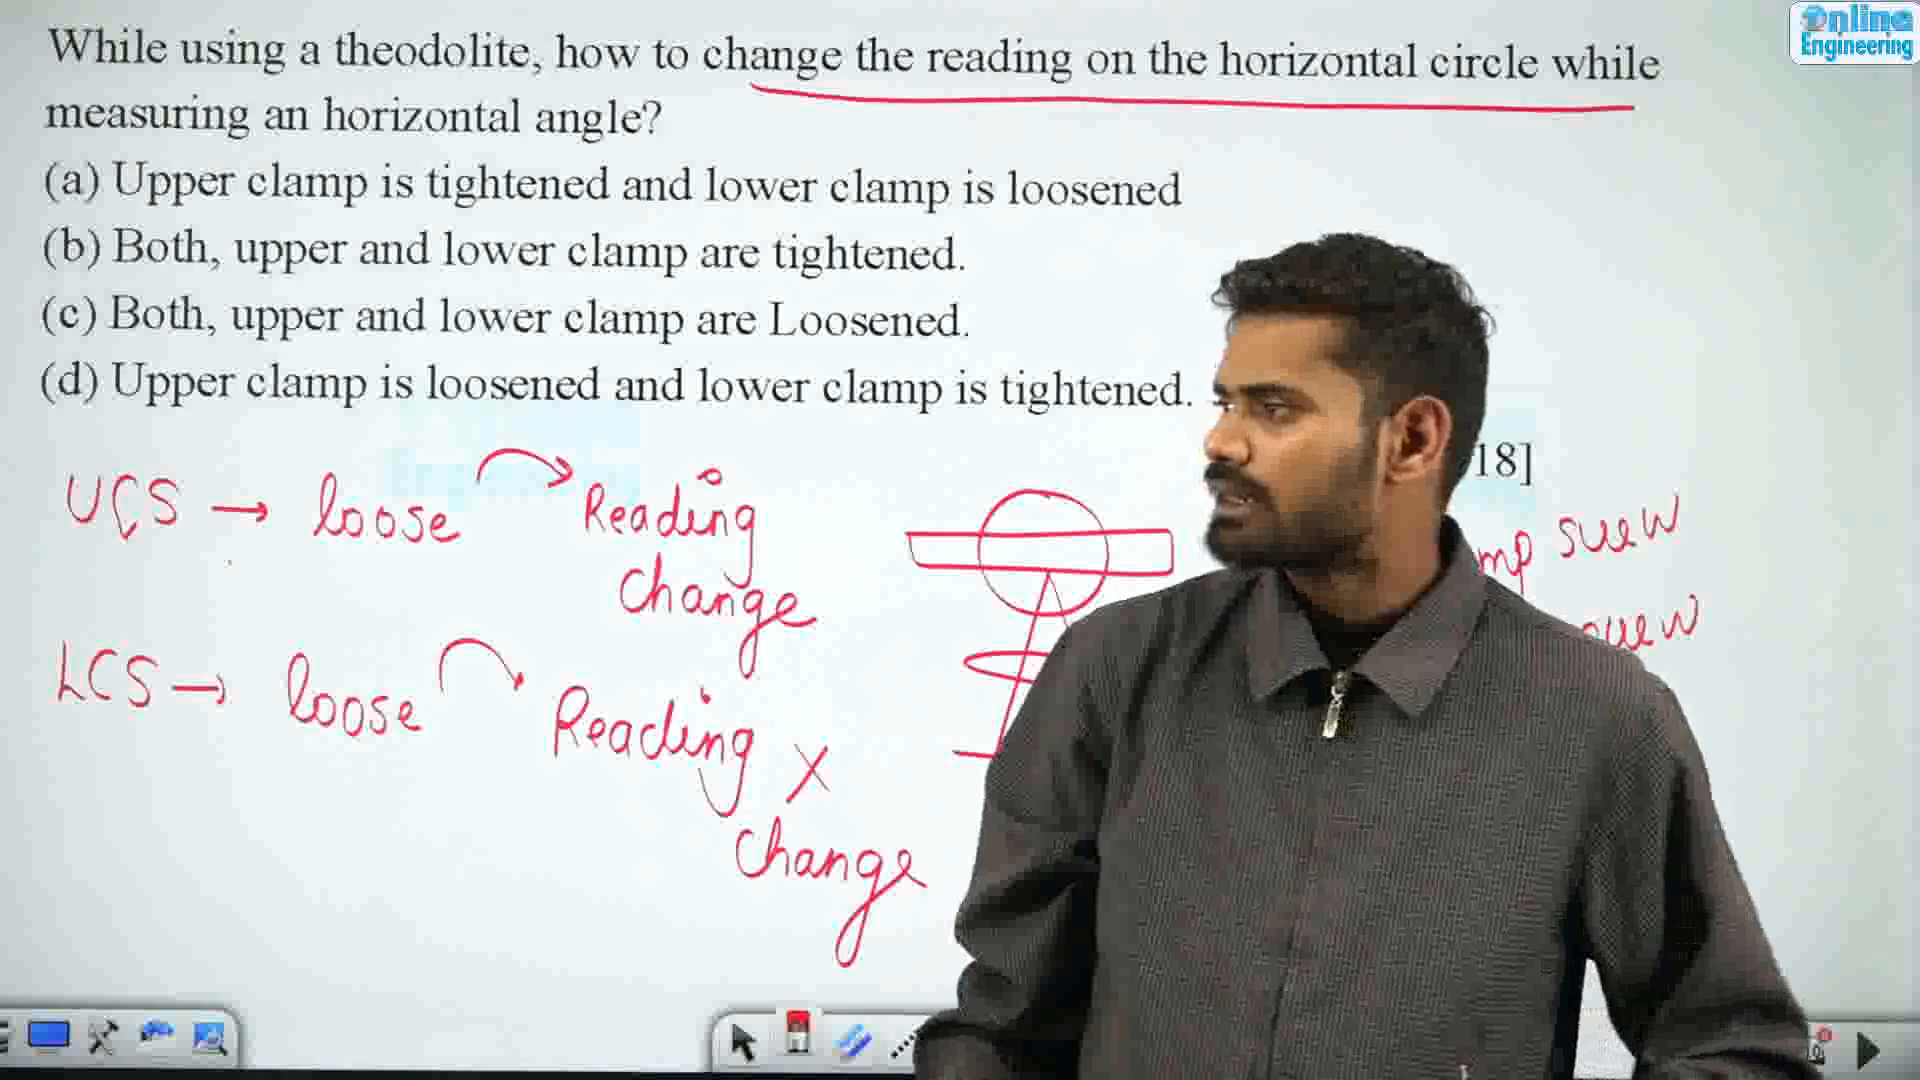 Online
Engineering
While using a theodolite, how to change the reading on the horizontal circle while
measuring an horizontal angle?
(a) Upper clamp is tightened and lower clamp is loosened
(b) Both, upper and lower clamp are tightened.
(c) Both, upper and lower clamp are Loosened.
(d) Upper clamp is loosened and lower clamp is tightened.
18]
UCS → loose Reading
change
LCS → loose Reading x
change
mp screw
screw